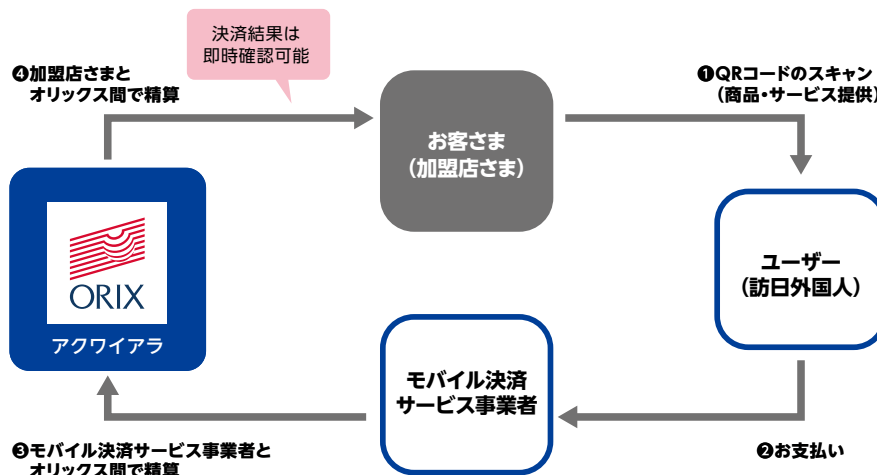 決済結果は
即時確認可能
❹加盟店さまと
オリックス間で精算
❶QRコードのスキャン
（商品・サービス提供）
お客さま
（加盟店さま）
ORIX
アクワイアラ
ユーザー
（訪日外国人）
モバイル決済
サービス事業者
❸モバイル決済サービス事業者と
オリックス間で精算
❷お支払い